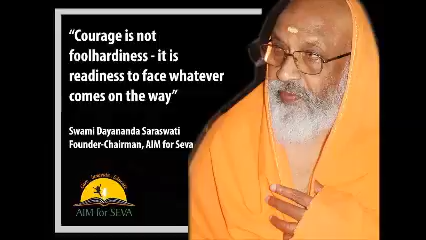 “Courage is not
foolhardiness - it is
readiness to face whatever
comes on the way”
Swami Dayananda Saraswati
Founder-Chairman, AIM for Seva
AIM for SEVA